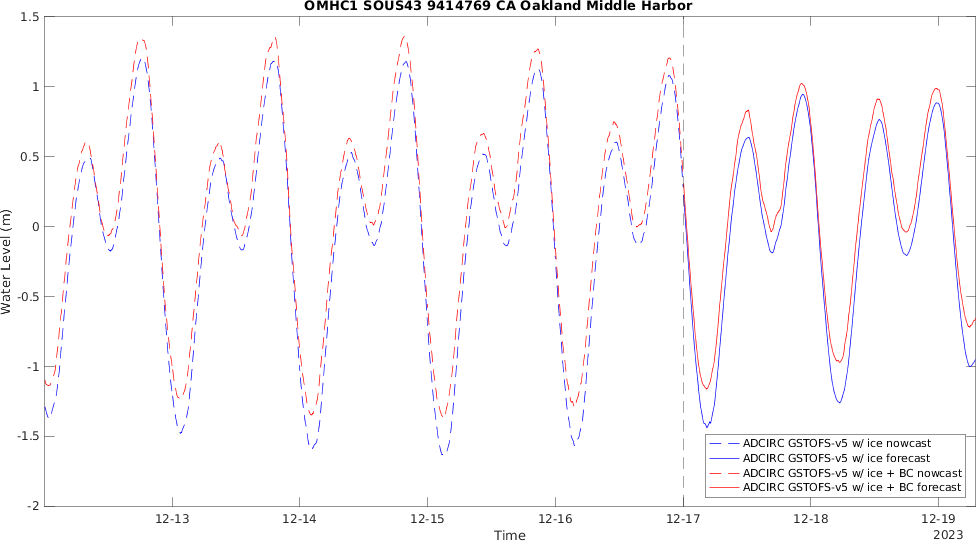 OMHC1 SOUS43 9414769 CA Oakland Middle Harbor
1.5
1
0.5
0
-0.5
-1
-1.5
-2
Water Level (m)
12-13
12-14
12-15
12-16
12-17
12-18
12-19
Time
2023
ADCIRC GSTOFS-v5 w/ ice nowcast
ADCIRC GSTOFS-v5 w/ ice forecast
ADCIRC GSTOFS-v5 w/ ice + BC nowcast
ADCIRC GSTOFS-v5 w/ ice + BC forecast